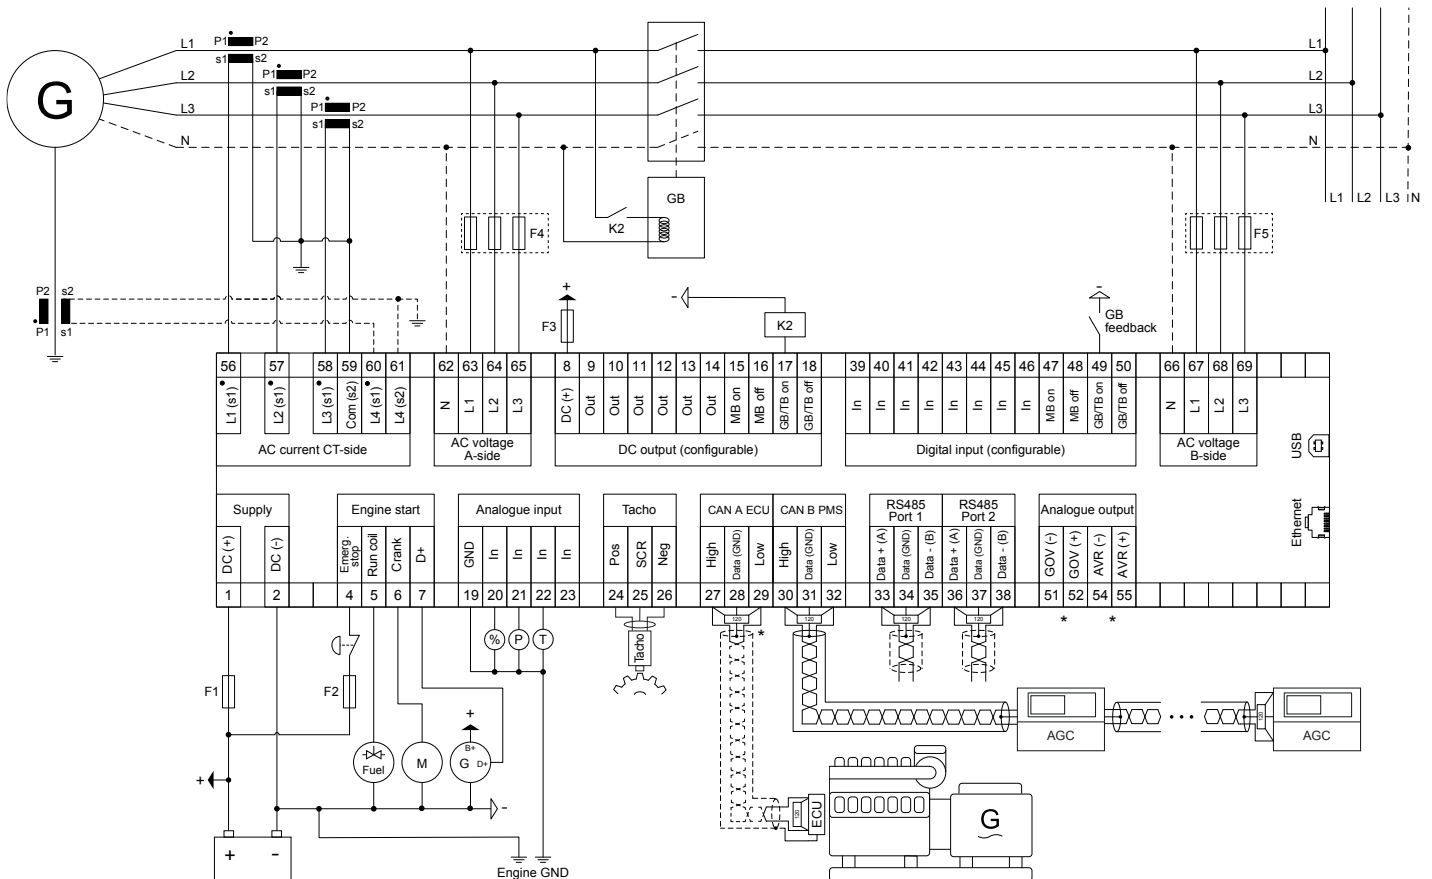 L1 L1
L2 L2
L3 L3
N N
P1 P2
s1 s2
P1 P2
s1 s2
P1 P2
s1 s2
G
GB
K2
F4
F5
L1 L2 L3 N
P2 s2
P1 s1
+
F3
-
K2
-
GB
feedback
56 57 58 59 60 61 62 63 64 65 8 9 10 11 12 13 14 15 16 17 18 39 40 41 42 43 44 45 46 47 48 49 50 66 67 68 69
L1 (s1) L2 (s1) L3 (s1) Com (s2) L4 (s1) L4 (s2) N L1 L2 L3 DC (+) Out Out Out Out Out Out MB on MB off GB/TB on GB/TB off In In In In In In In In MB on MB off GB/TB on GB/TB off N L1 L2 L3
AC current CT-side
AC voltage
A-side
DC output (configurable)
Digital input (configurable)
AC voltage
B-side
USB
Ethernet
Supply
Engine start
Analogue input
Tacho
CAN A ECU
CAN B PMS
RS485
Port 1
RS485
Port 2
Analogue output
DC (+) DC (-) Emerg.
stop Run coil Crank D+ GND In In In In Pos SCR Neg High Data (GND) Low High Data (GND) Low Data + (A) Data (GND) Data - (B) Data + (A) Data (GND) Data - (B) GOV (-) GOV (+) AVR (-) AVR (+)
1 2 4 5 6 7 19 20 21 22 23 24 25 26 27 28 29 30 31 32 33 34 35 36 37 38 51 52 54 55
120 120 120 120
* * *
% P T
Tacho
F1
F2
+
B+
G D+
M
Fuel
+
-
120
AGC
120
AGC
120
ECU
G
+ -
Engine GND